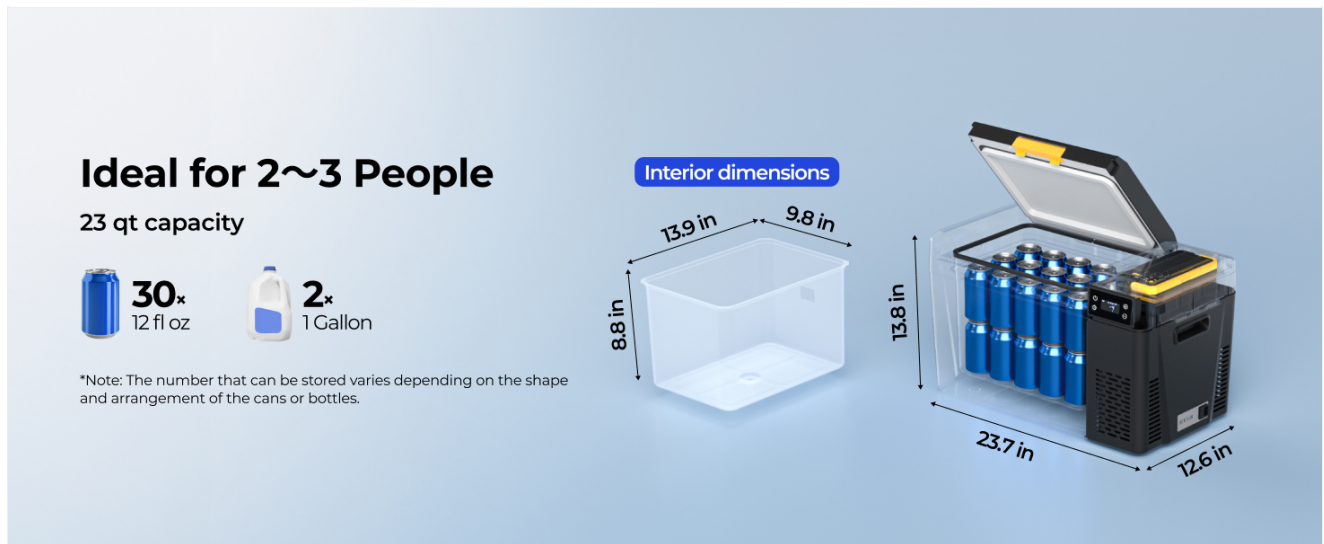 Ideal for 2～3 People
23 qt capacity
30×
12 fl oz
2×
1 Gallon
*Note: The number that can be stored varies depending on the shape
and arrangement of the cans or bottles.
Interior dimensions
13.9 in
9.8 in
8.8 in
13.8 in
23.7 in
12.6 in